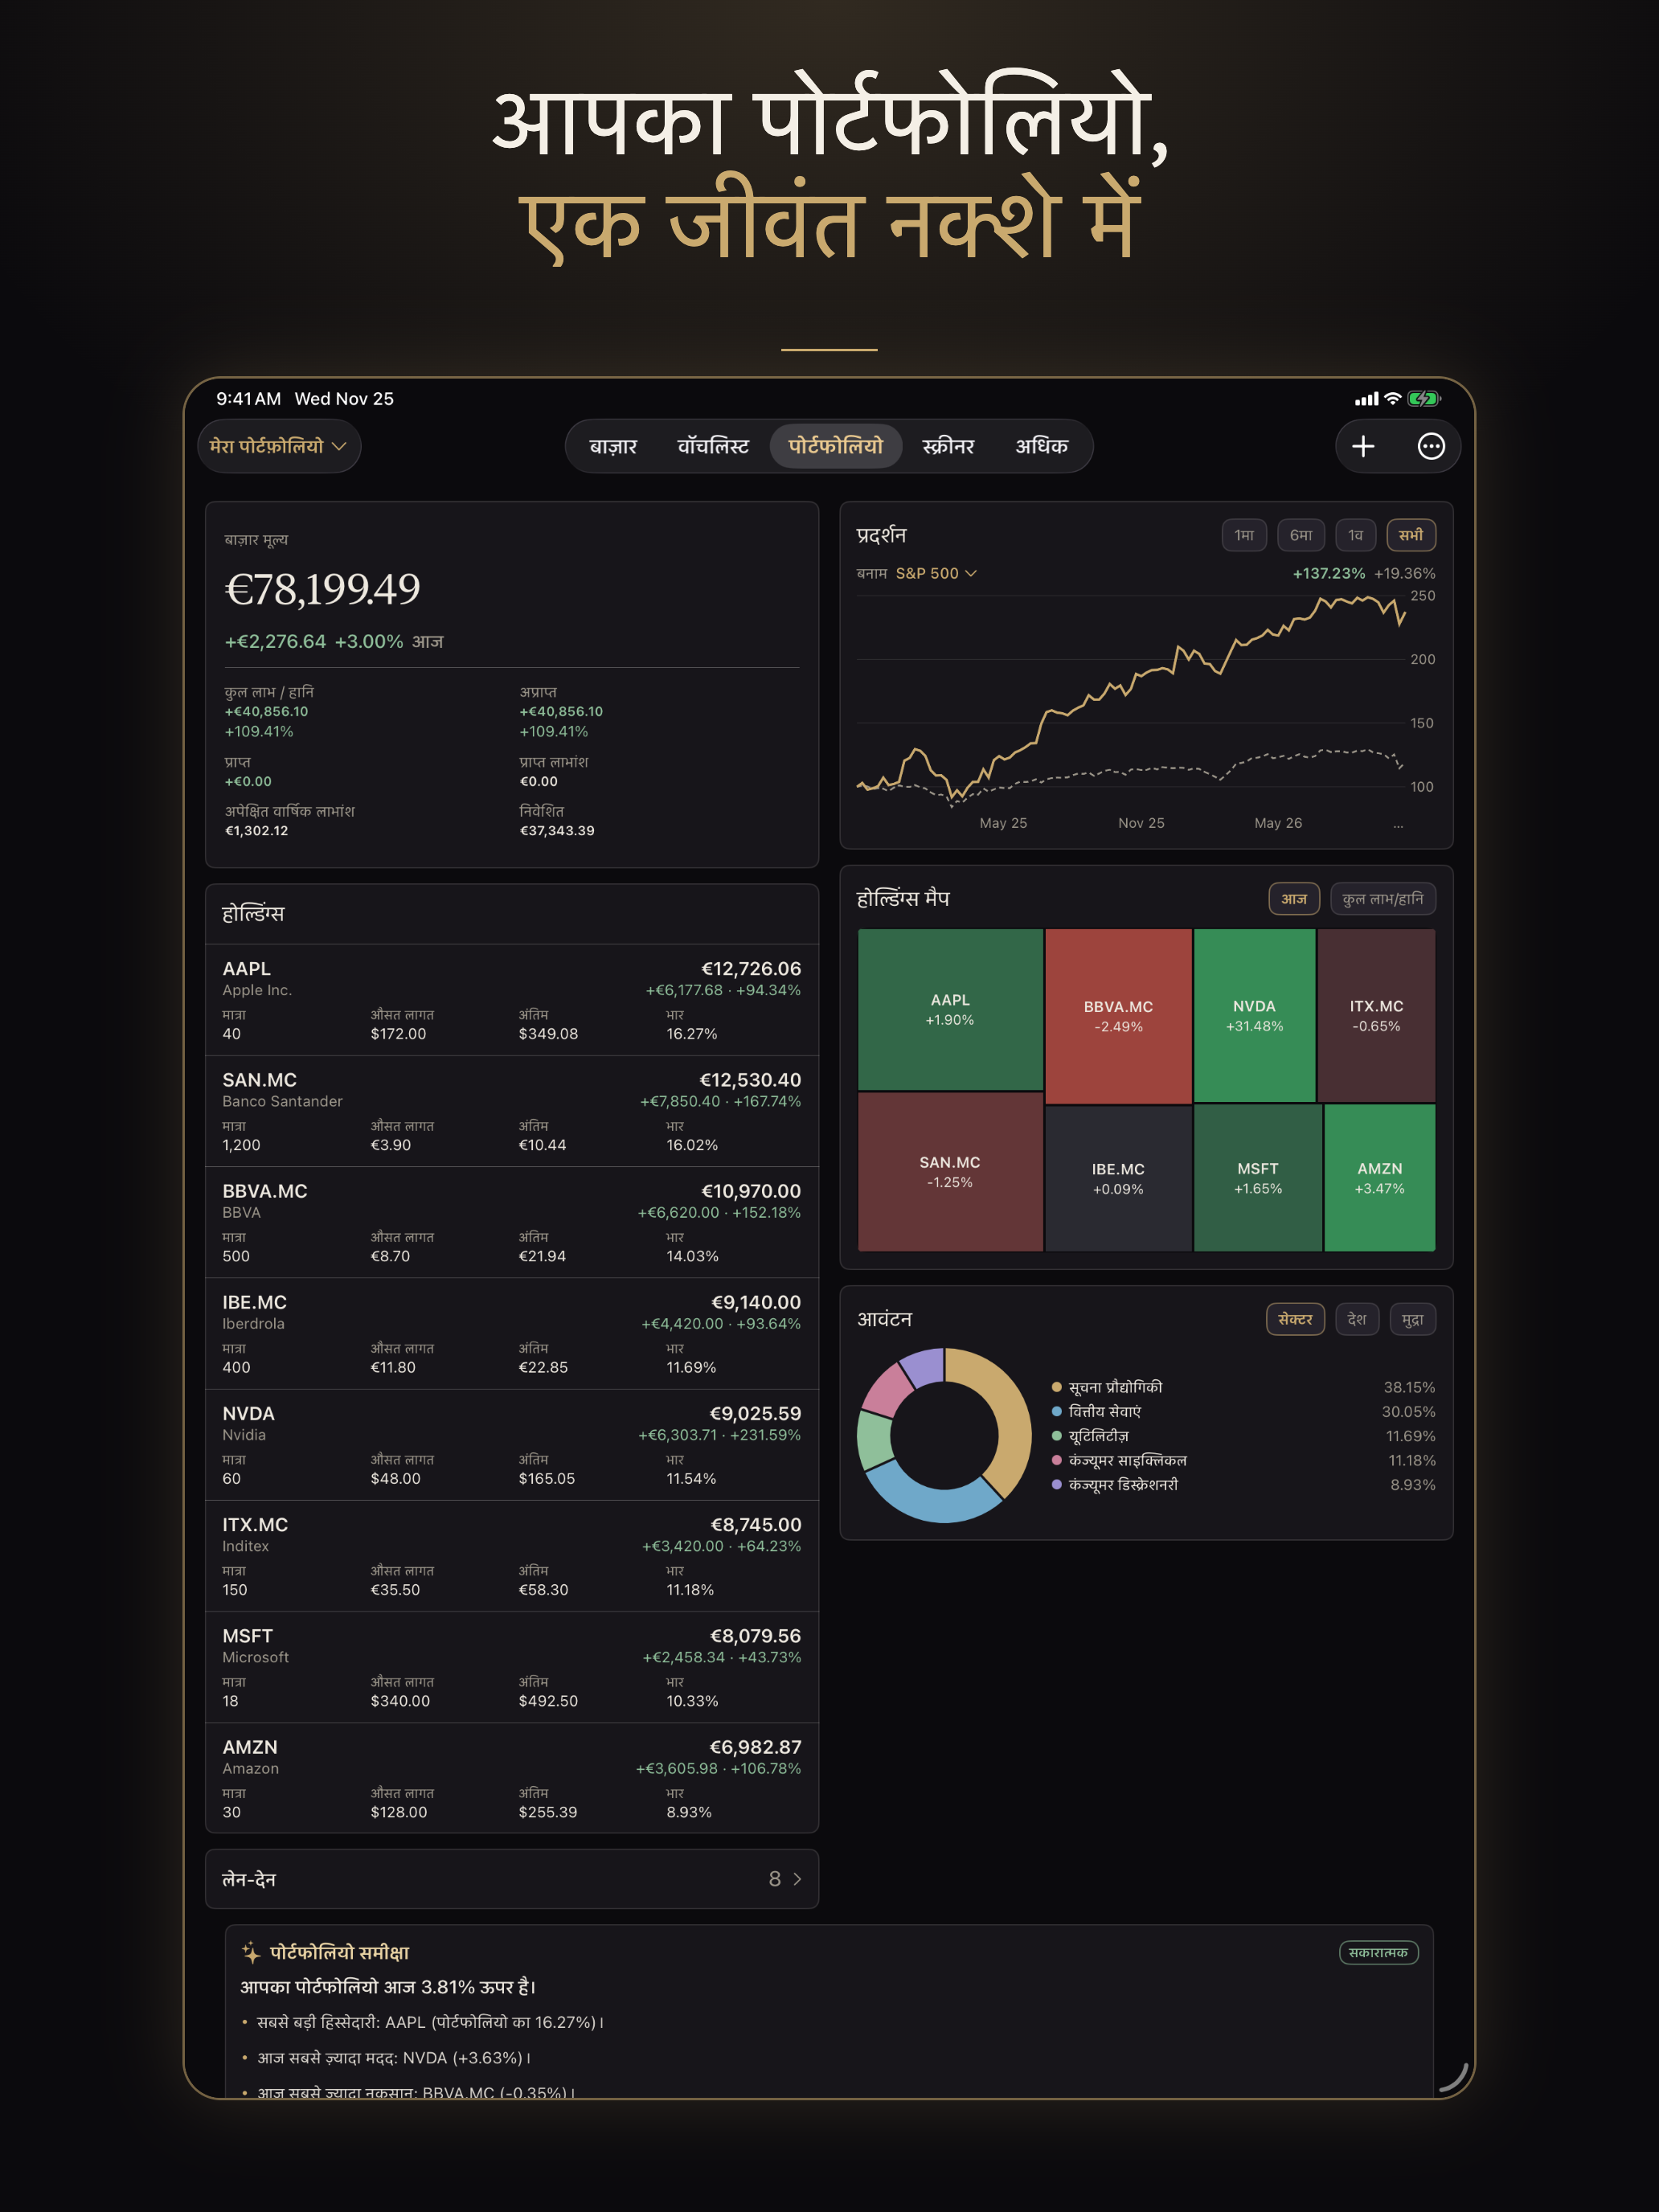 आपका पोर्टफोलियो,
एक जीवंत नक्शे में
9:41 AM Wed Nov 25
मेरा पोर्टफ़ोलियो
बाज़ार वॉचलिस्ट पोर्टफोलियो स्क्रीनर अधिक
बाज़ार मूल्य
€78,199.49
+€2,276.64 +3.00% आज
कुल लाभ / हानि अप्राप्त
+€40,856.10 +€40,856.10
+109.41% +109.41%
प्राप्त प्राप्त लाभांश
+€0.00 €0.00
अपेक्षित वार्षिक लाभांश निवेशित
€1,302.12 €37,343.39
होल्डिंग्स
AAPL €12,726.06
Apple Inc. +€6,177.68 · +94.34%
मात्रा औसत लागत अंतिम भार
40 $172.00 $349.08 16.27%
SAN.MC €12,530.40
Banco Santander +€7,850.40 · +167.74%
मात्रा औसत लागत अंतिम भार
1,200 €3.90 €10.44 16.02%
BBVA.MC €10,970.00
BBVA +€6,620.00 · +152.18%
मात्रा औसत लागत अंतिम भार
500 €8.70 €21.94 14.03%
IBE.MC €9,140.00
Iberdrola +€4,420.00 · +93.64%
मात्रा औसत लागत अंतिम भार
400 €11.80 €22.85 11.69%
NVDA €9,025.59
Nvidia +€6,303.71 · +231.59%
मात्रा औसत लागत अंतिम भार
60 $48.00 $165.05 11.54%
ITX.MC €8,745.00
Inditex +€3,420.00 · +64.23%
मात्रा औसत लागत अंतिम भार
150 €35.50 €58.30 11.18%
MSFT €8,079.56
Microsoft +€2,458.34 · +43.73%
मात्रा औसत लागत अंतिम भार
18 $340.00 $492.50 10.33%
AMZN €6,982.87
Amazon +€3,605.98 · +106.78%
मात्रा औसत लागत अंतिम भार
30 $128.00 $255.39 8.93%
लेन-देन 8
प्रदर्शन 1मा 6मा 1व सभी
बनाम S&P 500 +137.23% +19.36%
250
200
150
100
May 25 Nov 25 May 26 ...
होल्डिंग्स मैप आज कुल लाभ/हानि
AAPL
+1.90%
BBVA.MC
-2.49%
NVDA
+31.48%
ITX.MC
-0.65%
SAN.MC
-1.25%
IBE.MC
+0.09%
MSFT
+1.65%
AMZN
+3.47%
आवंटन सेक्टर देश मुद्रा
सूचना प्रौद्योगिकी 38.15%
वित्तीय सेवाएं 30.05%
यूटिलिटीज़ 11.69%
कंज्यूमर साइक्लिकल 11.18%
कंज्यूमर डिस्क्रेशनरी 8.93%
पोर्टफोलियो समीक्षा सकारात्मक
आपका पोर्टफोलियो आज 3.81% ऊपर है।
• सबसे बड़ी हिस्सेदारी: AAPL (पोर्टफोलियो का 16.27%)।
• आज सबसे ज़्यादा मदद: NVDA (+3.63%)।
• आज सबसे ज्यादा नुकसान: BBVA.MC (-0.35%)।